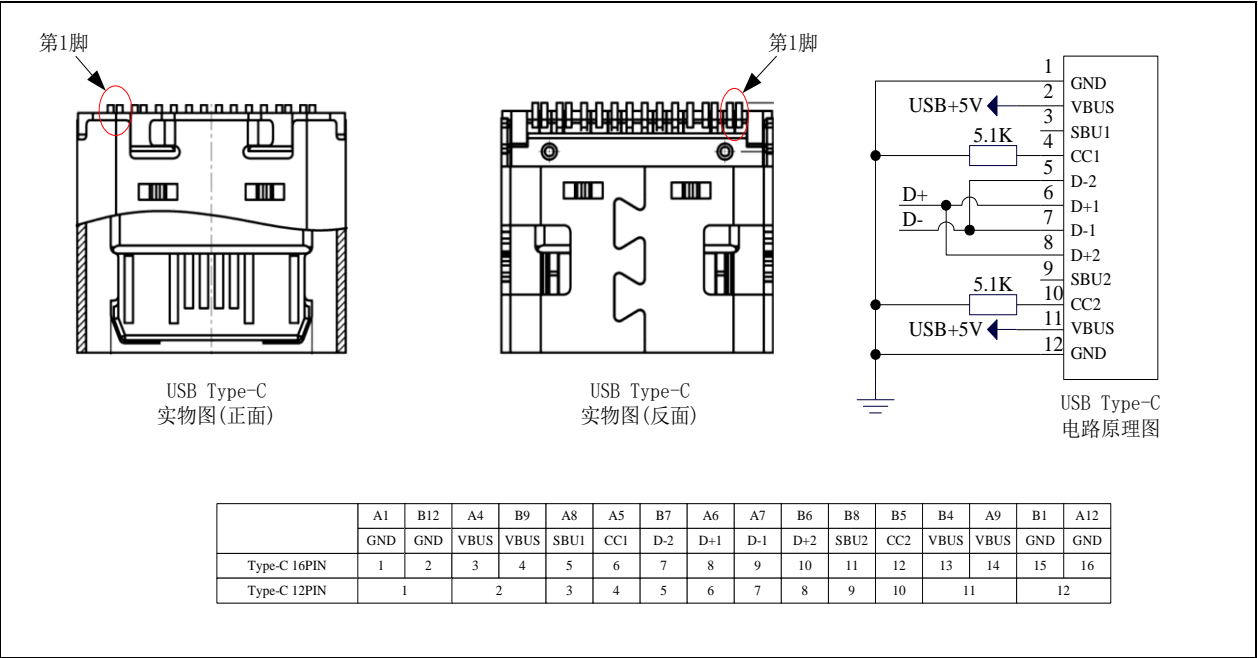 第1脚
USB Type-C
实物图(正面)
第1脚
USB Type-C
实物图(反面)
1 GND
USB+5V 2 VBUS
3 SBU1
5.1K 4 CC1
5 D-2
D+ 6 D+1
D- 7 D-1
8 D+2
9 SBU2
5.1K 10 CC2
USB+5V 11 VBUS
12 GND
USB Type-C
电路原理图
A1 B12 A4 B9 A8 A5 B7 A6 A7 B6 B8 B5 B4 A9 B1 A12
GND GND VBUS VBUS SBU1 CC1 D-2 D+1 D-1 D+2 SBU2 CC2 VBUS VBUS GND GND
Type-C 16PIN 1 2 3 4 5 6 7 8 9 10 11 12 13 14 15 16
Type-C 12PIN 1 2 3 4 5 6 7 8 9 10 11 12